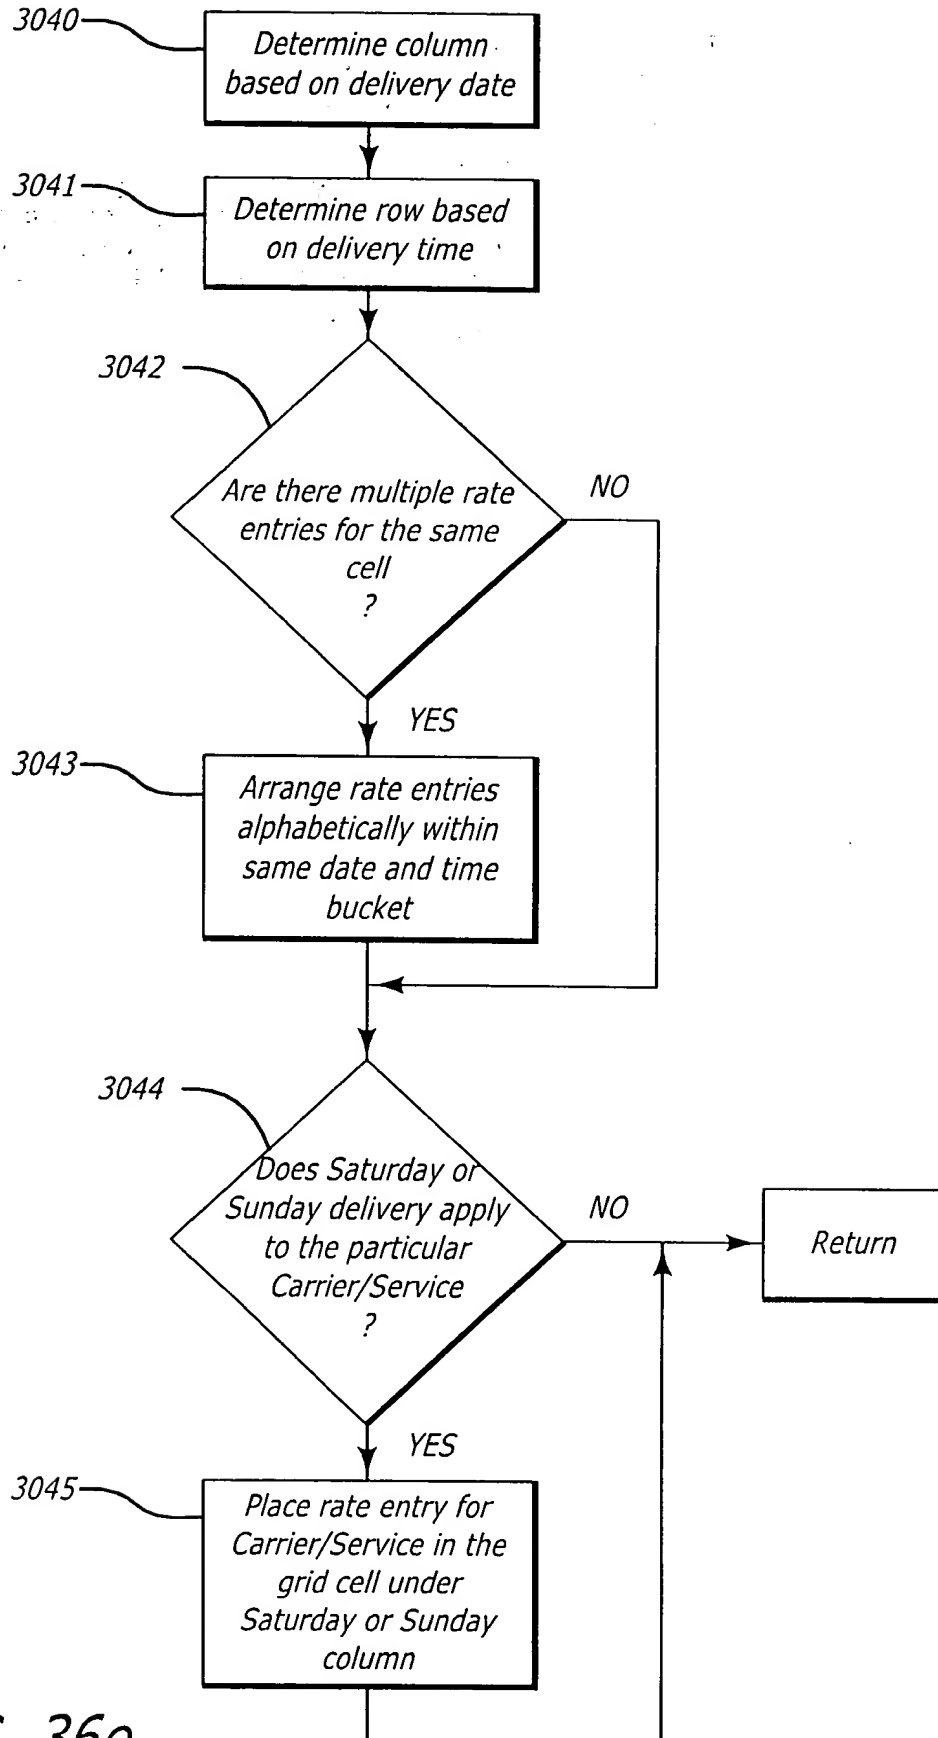 3040
Determine column
based on delivery date
3041
Determine row based
on delivery time
3042
Are there multiple rate
entries for the same
cell
?
NO
YES
3043
Arrange rate entries
alphabetically within
same date and time
bucket
3044
Does Saturday or
Sunday delivery apply
to the particular
Carrier/Service
?
NO
Return
YES
3045
Place rate entry for
Carrier/Service in the
grid cell under
Saturday or Sunday
column